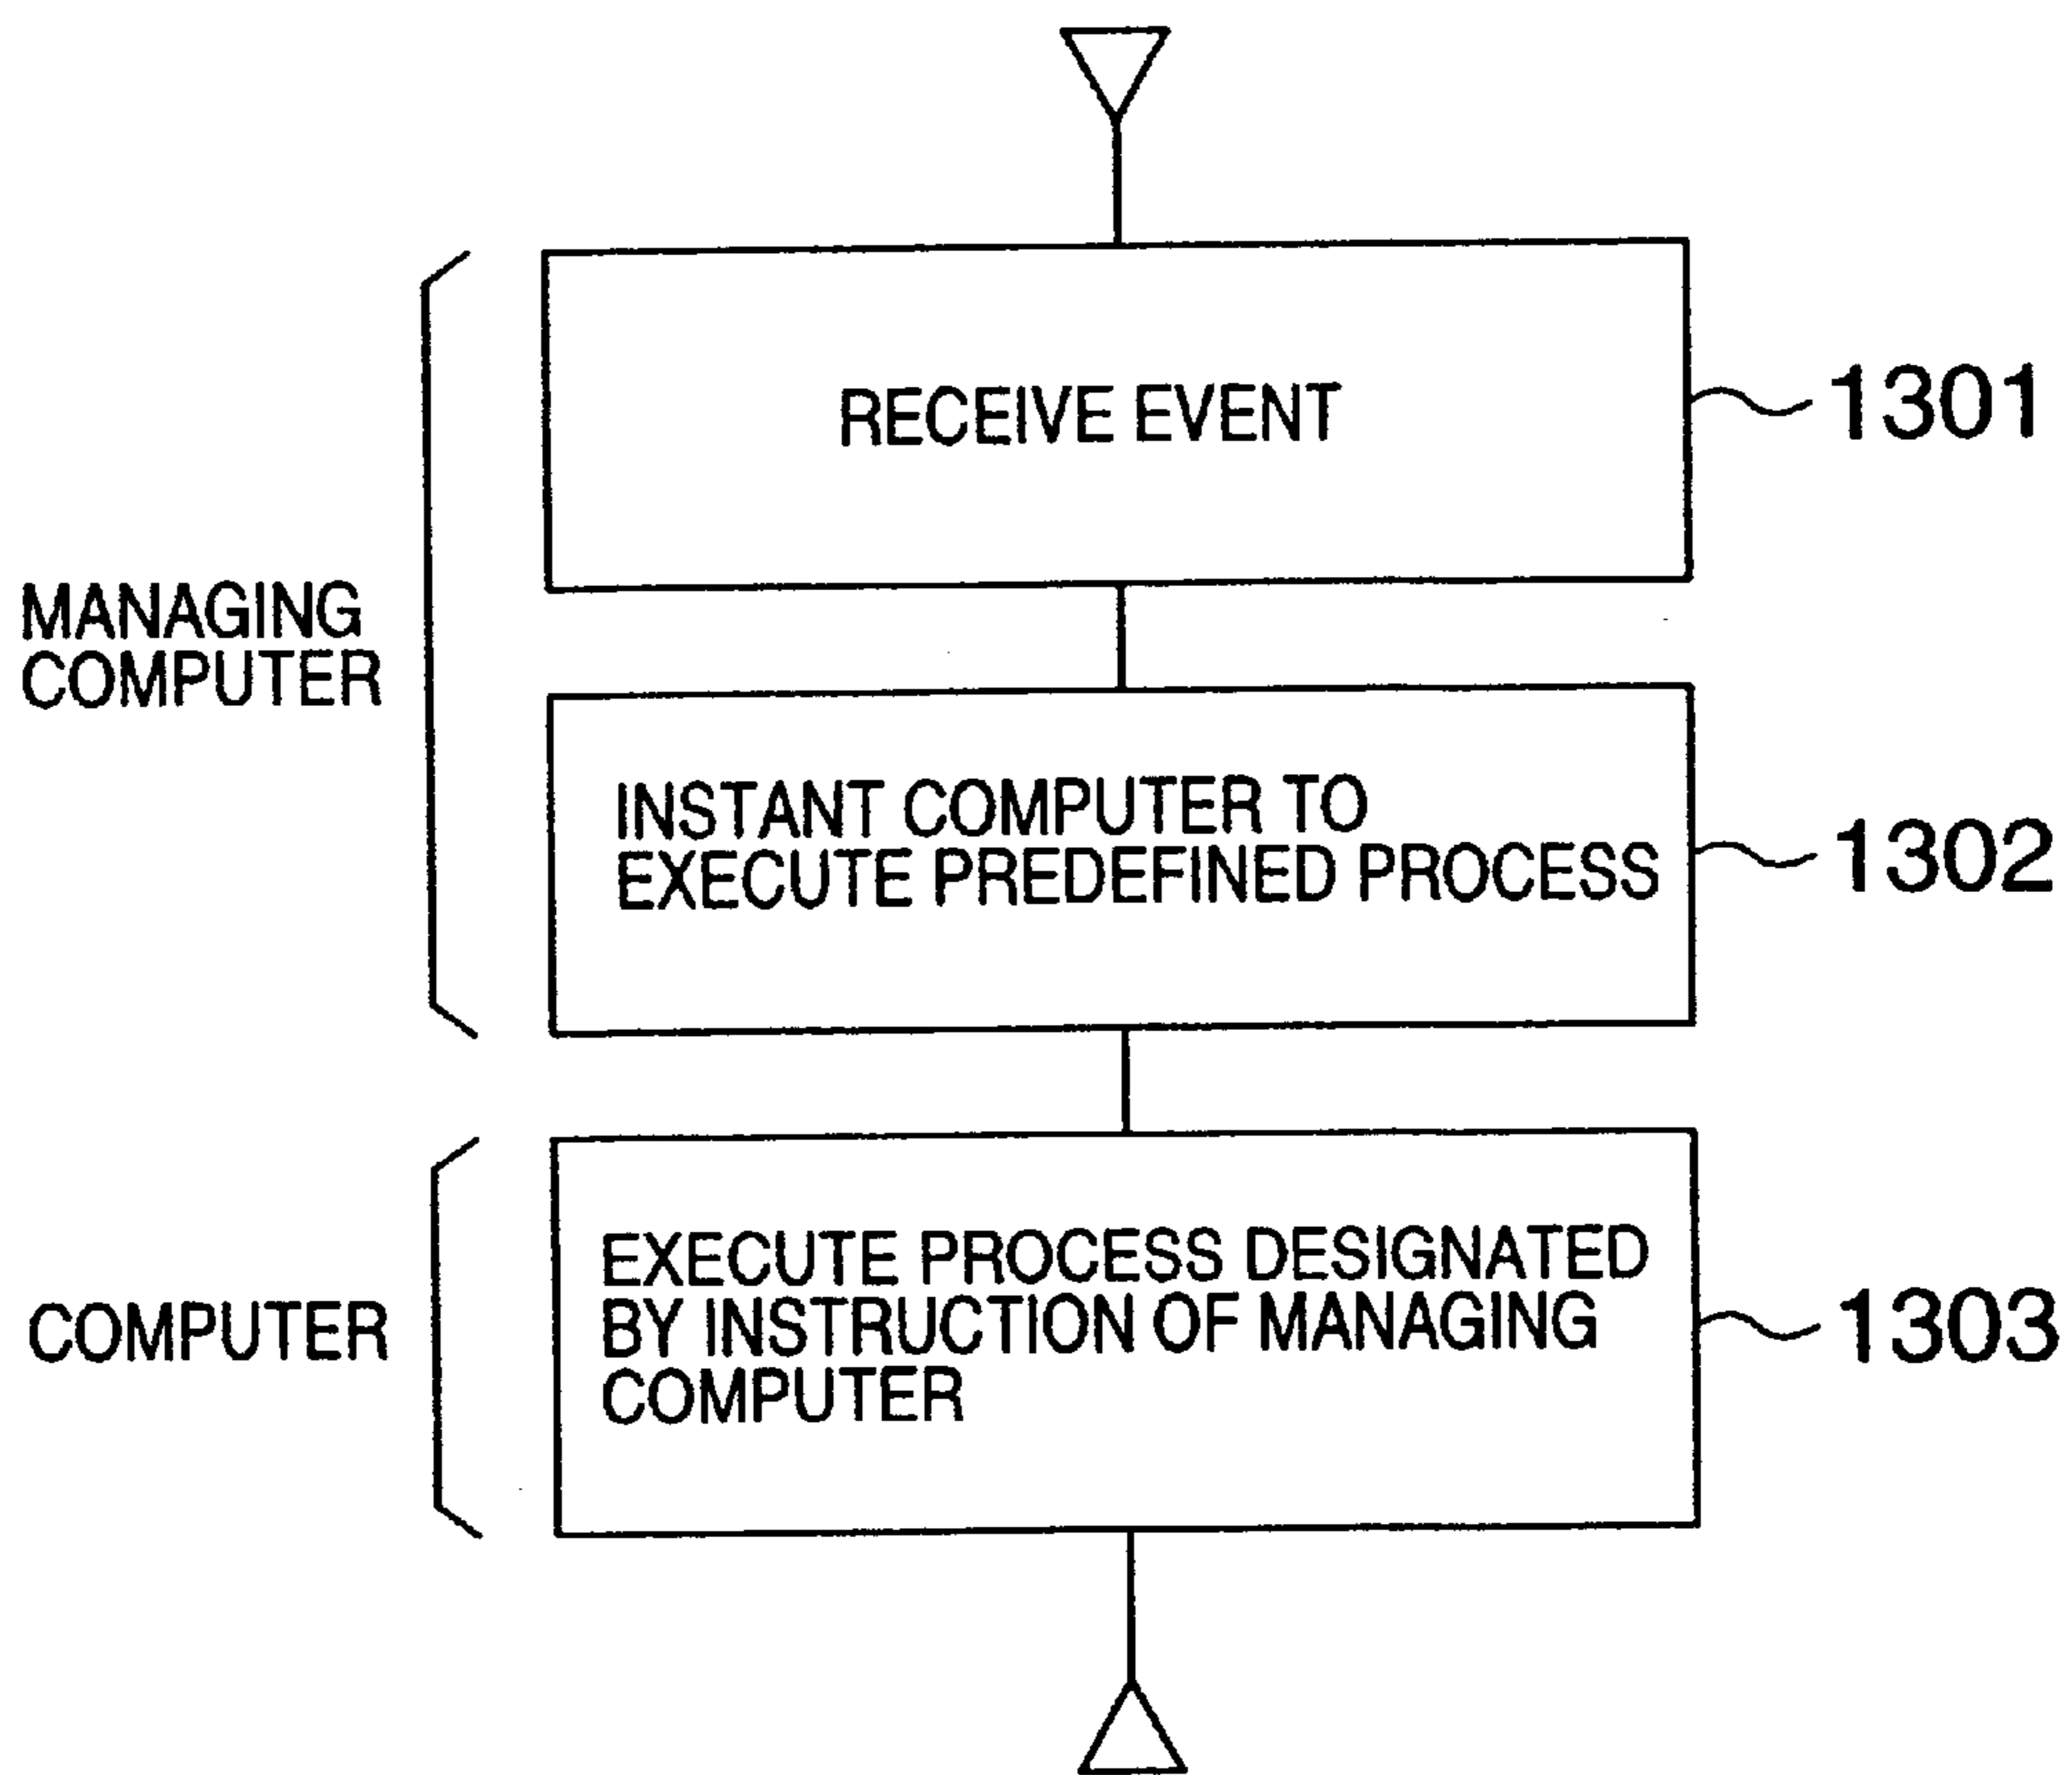 RECEIVE EVENT
1301
MANAGING
COMPUTER
INSTANT COMPUTER TO
EXECUTE PREDEFINED PROCESS
1302
COMPUTER
EXECUTE PROCESS DESIGNATED
BY INSTRUCTION OF MANAGING
COMPUTER
1303